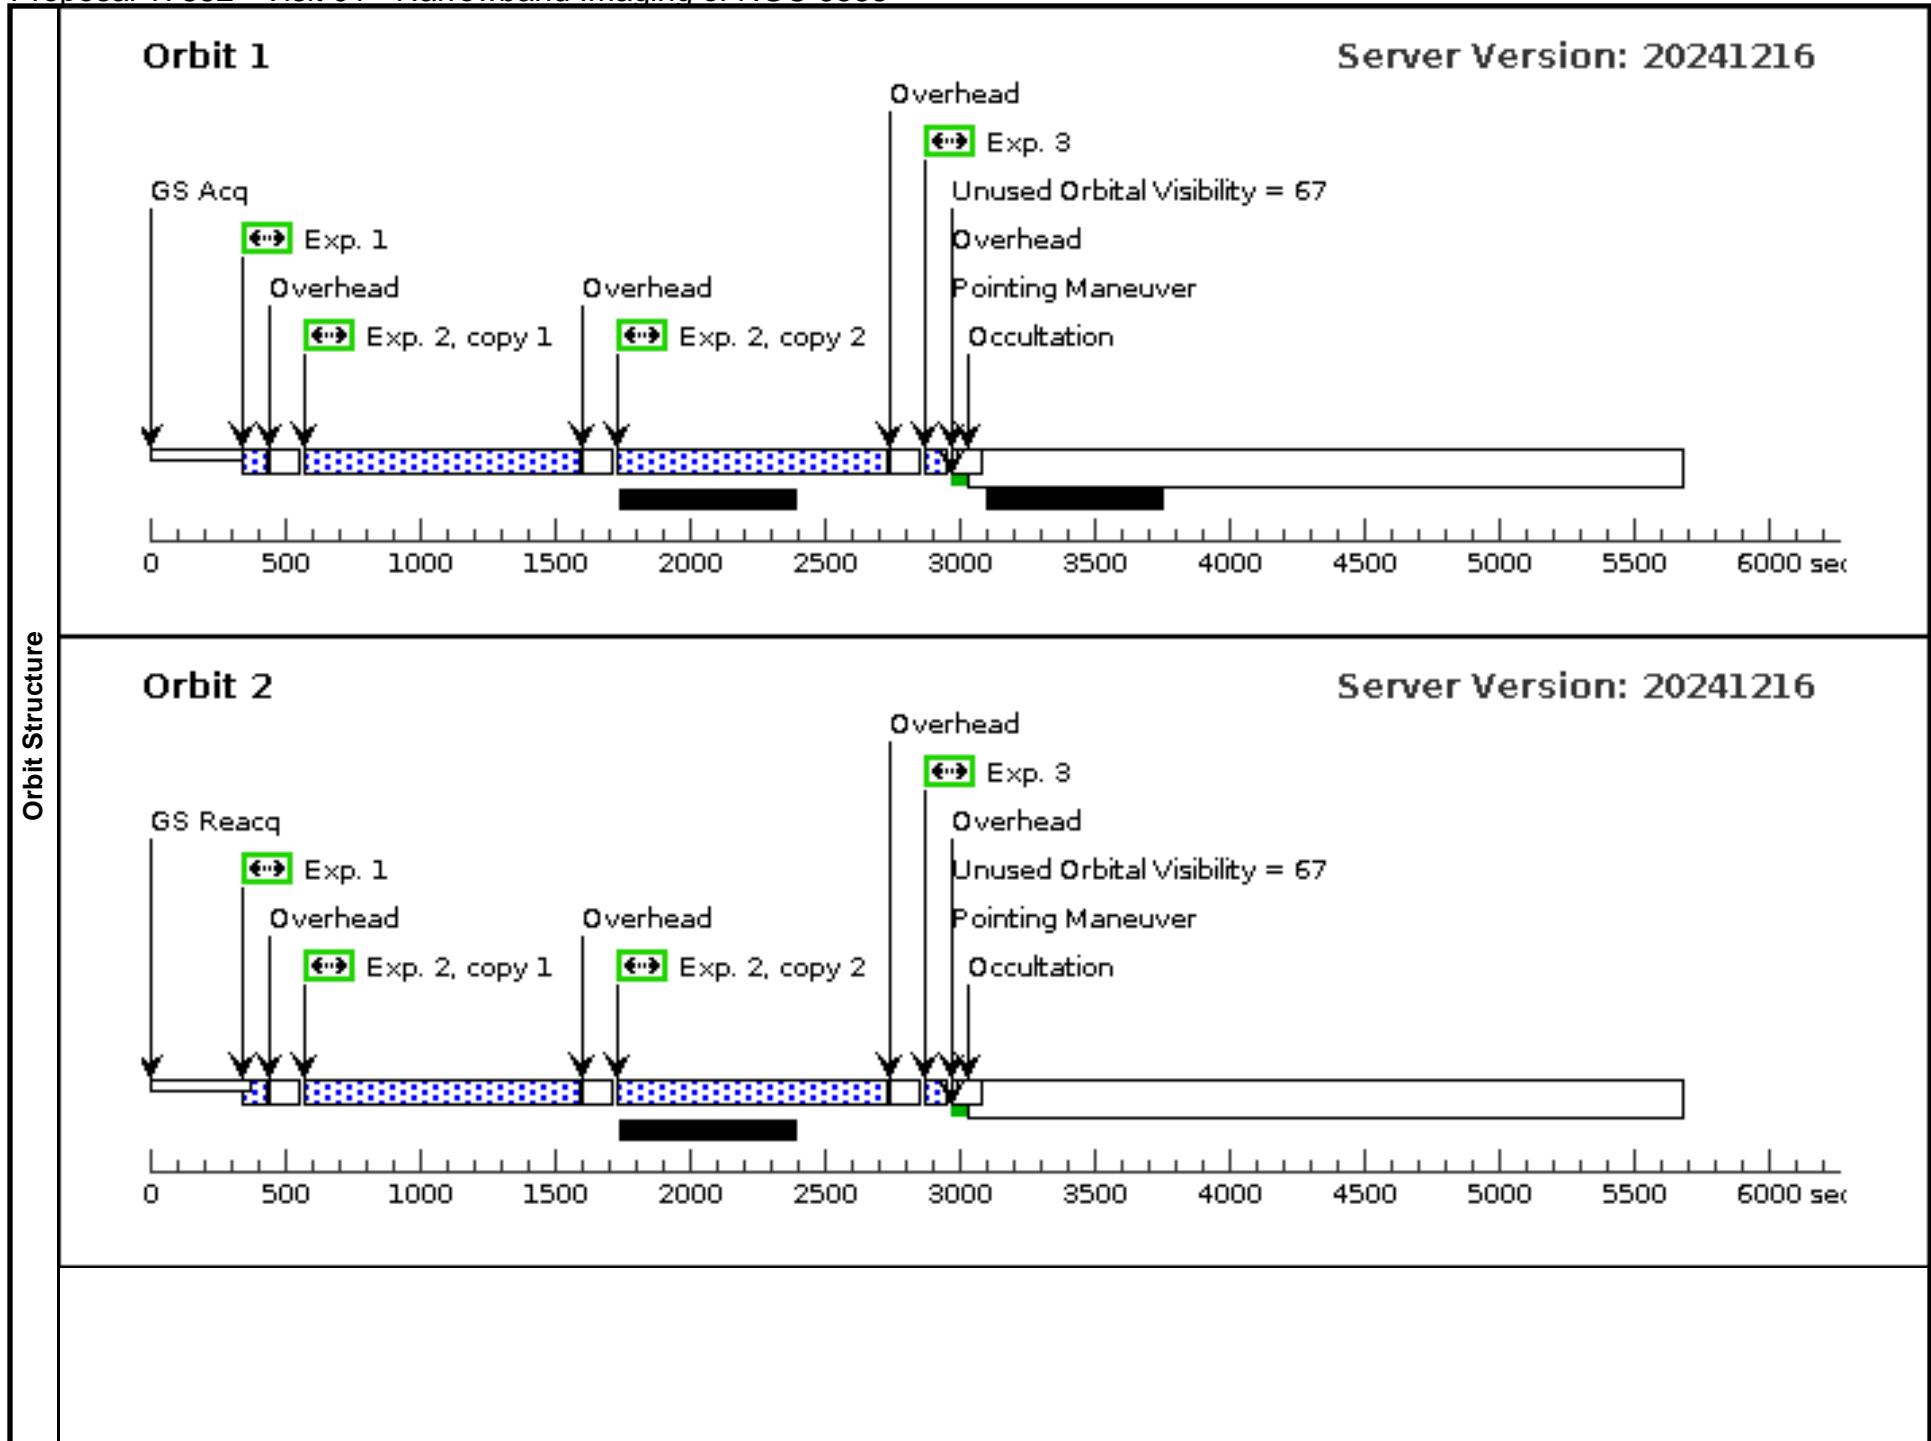 Orbit Structure
Orbit 1
Server Version: 20241216
Overhead
Exp. 3
GS Acq
Unused Orbital Visibility = 67
Exp. 1
Overhead
Overhead
Overhead
Pointing Maneuver
Exp. 2, copy 1
Exp. 2, copy 2
Occultation
0 500 1000 1500 2000 2500 3000 3500 4000 4500 5000 5500 6000
Orbit 2
Server Version: 20241216
Overhead
Exp. 3
GS Reacq
Overhead
Exp. 1
Unused Orbital Visibility = 67
Overhead
Overhead
Pointing Maneuver
Exp. 2, copy 1
Exp. 2, copy 2
Occultation
0 500 1000 1500 2000 2500 3000 3500 4000 4500 5000 5500 6000